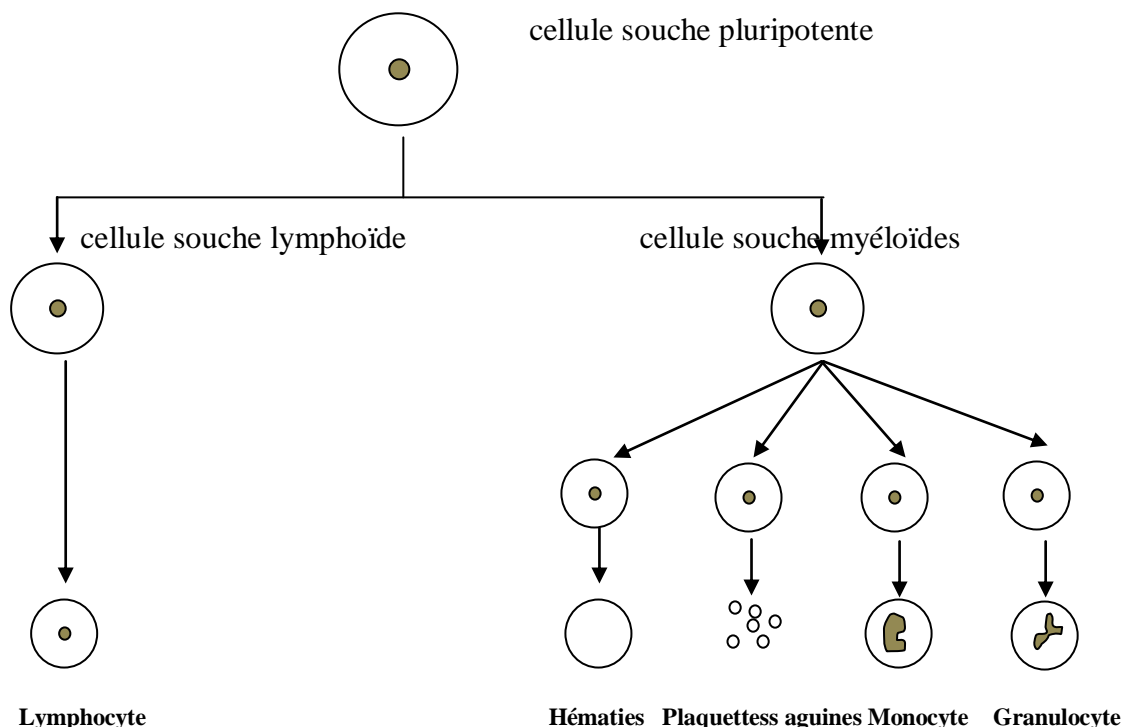 cellule souche pluripotente
cellule souche lymphoïde
cellule souche myéloïdes
Lymphocyte
Hématies
Plaquettess aguines
Monocyte
Granulocyte